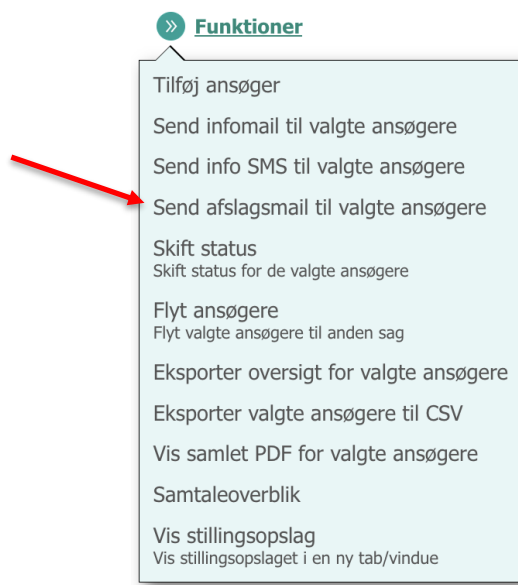 Funktioner
Tilføj ansøger
Send infomail til valgte ansøgere
Send info SMS til valgte ansøgere
Send afslagsmail til valgte ansøgere
Skift status
Skift status for de valgte ansøgere
Flyt ansøgere
Flyt valgte ansøgere til anden sag
Eksporter oversigt for valgte ansøgere
Eksporter valgte ansøgere til CSV
Vis samlet PDF for valgte ansøgere
Samtaleoverblik
Vis stillingsopslag
Vis stillingsopslaget i en ny tab/vindue